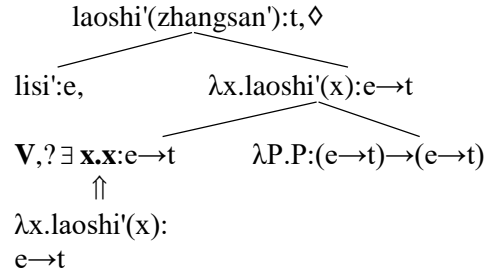 laoshi'(zhangsan'):t,◊
lisi':e, λx.laoshi'(x):e→t
V,?∃x.x:e→t λP.P:(e→t)→(e→t)
⇑
λx.laoshi'(x):
e→t